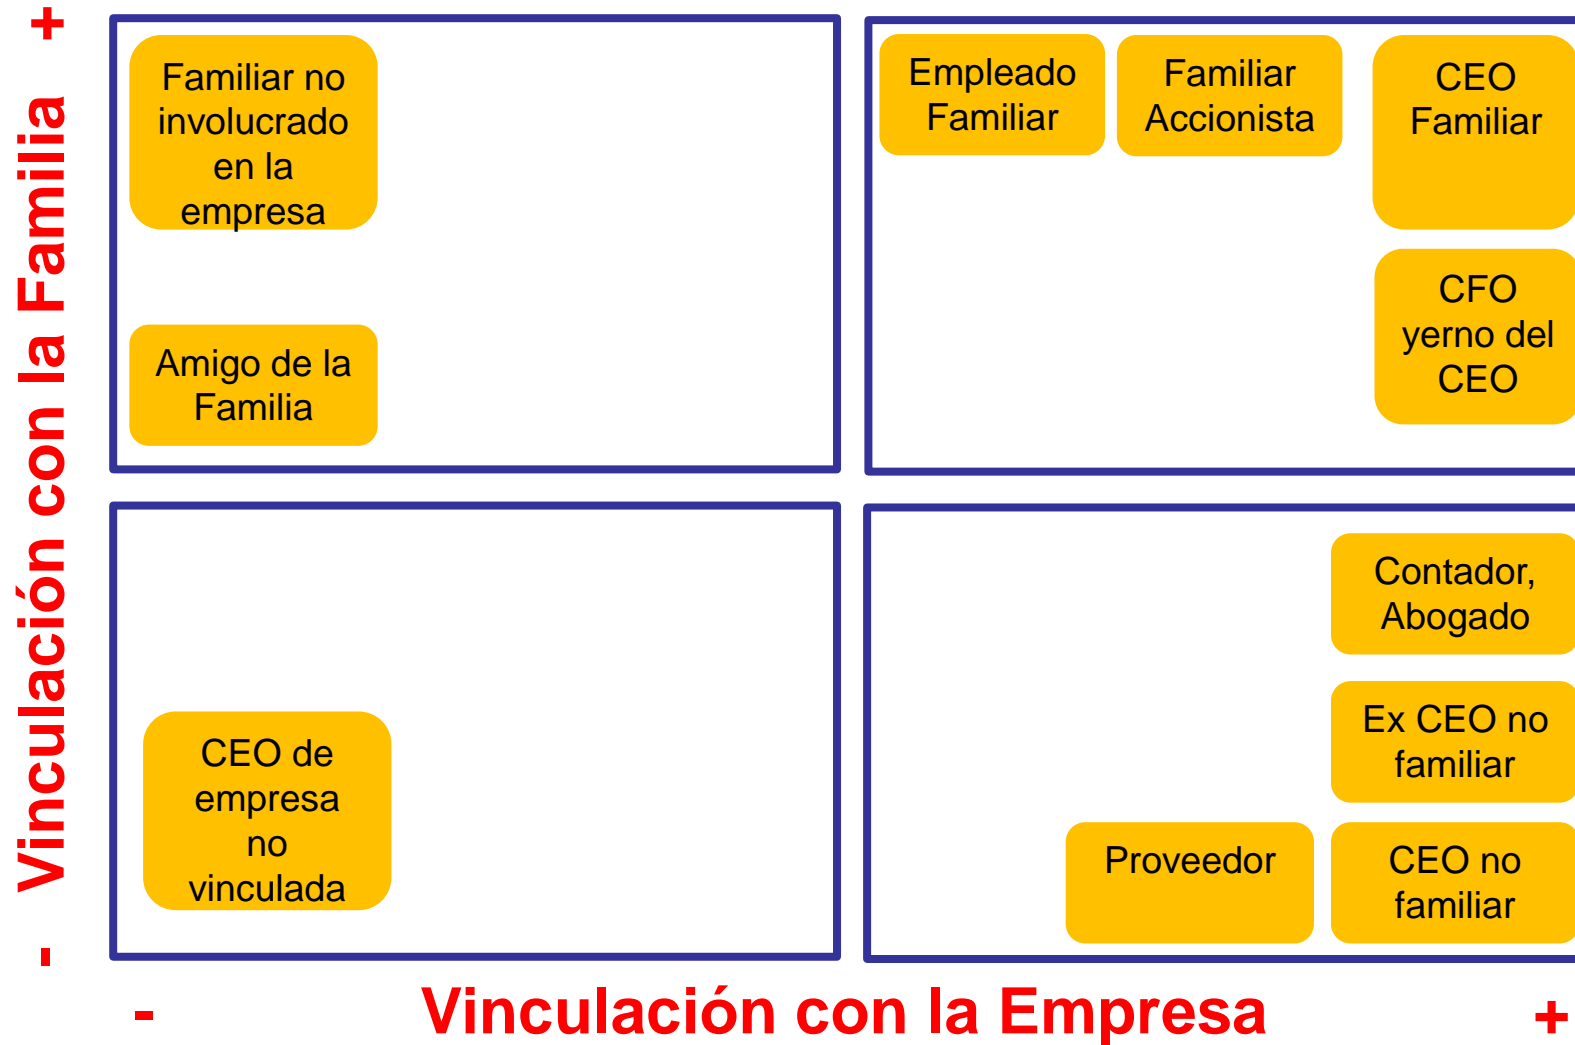 - Vinculación con la Familia +
Familiar no
involucrado
en la
empresa
Amigo de la
Familia
Empleado
Familiar
Familiar
Accionista
CEO
Familiar
CFO
yerno del
CEO
CEO de
empresa
no
vinculada
Contador,
Abogado
Ex CEO no
familiar
Proveedor
CEO no
familiar
- Vinculación con la Empresa +